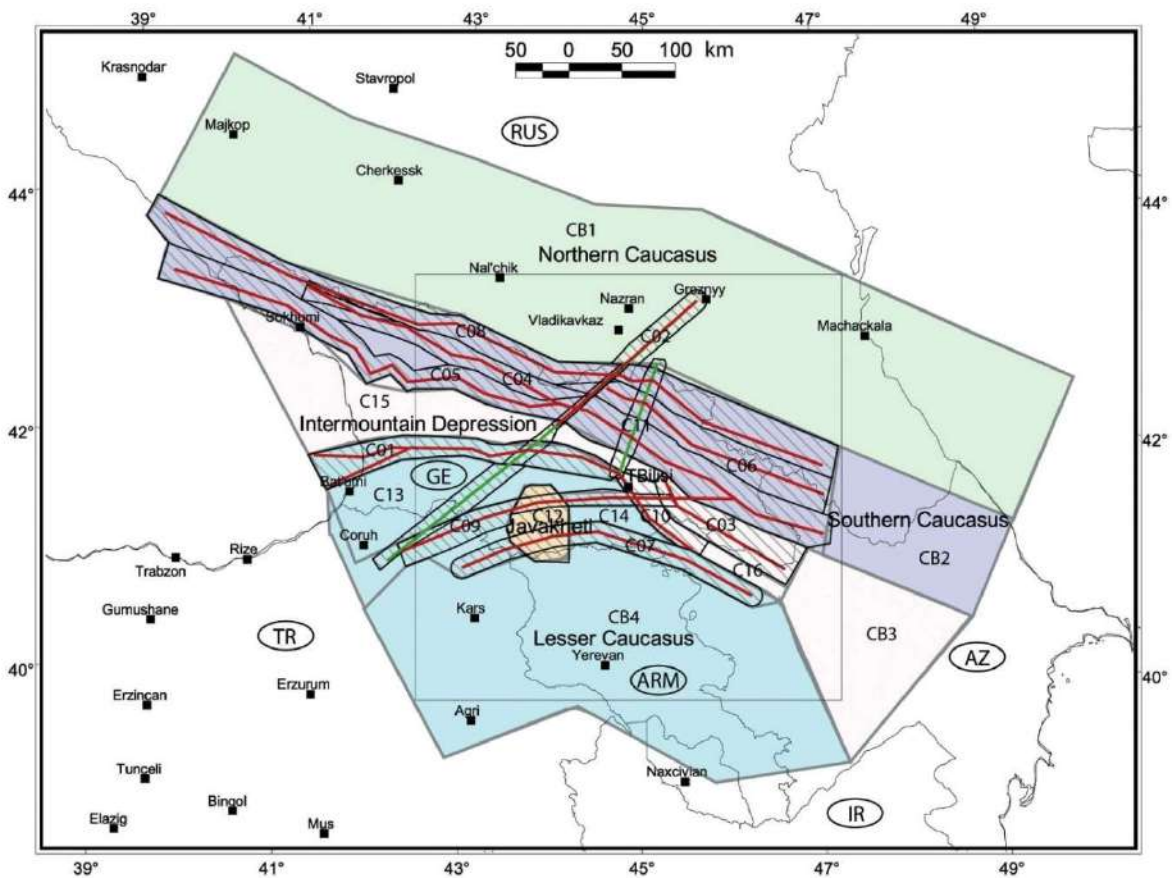 39° 41° 43° 45° 47° 49°
50 0 50 100 km
Krasnodar
Stavropol
RUS
Majkop
Cherkessk
44° 44°
CB1
Northern Caucasus
Nal'chik
Groznyy
Nazran
Vladikavkaz
Machackala
Sokhumi
C08
C02
C05
C04
C15
C11
42° 42°
Intermountain Depression
C01
GE
C06
TBilisi
Batumi
C13
C12
C14
C10
C03
Southern Caucasus
Coruh
C09
Javakheti
C07
CB2
Rize
Trabzon
C16
Gumushane
Kars
CB4
TR
Lesser Caucasus
CB3
Yerevan
AZ
40° 40°
ARM
Erzincan
Erzurum
Agri
Tunceli
Naxcivian
Bingol
IR
Elazig
Mus
39° 41° 43° 45° 47° 49°